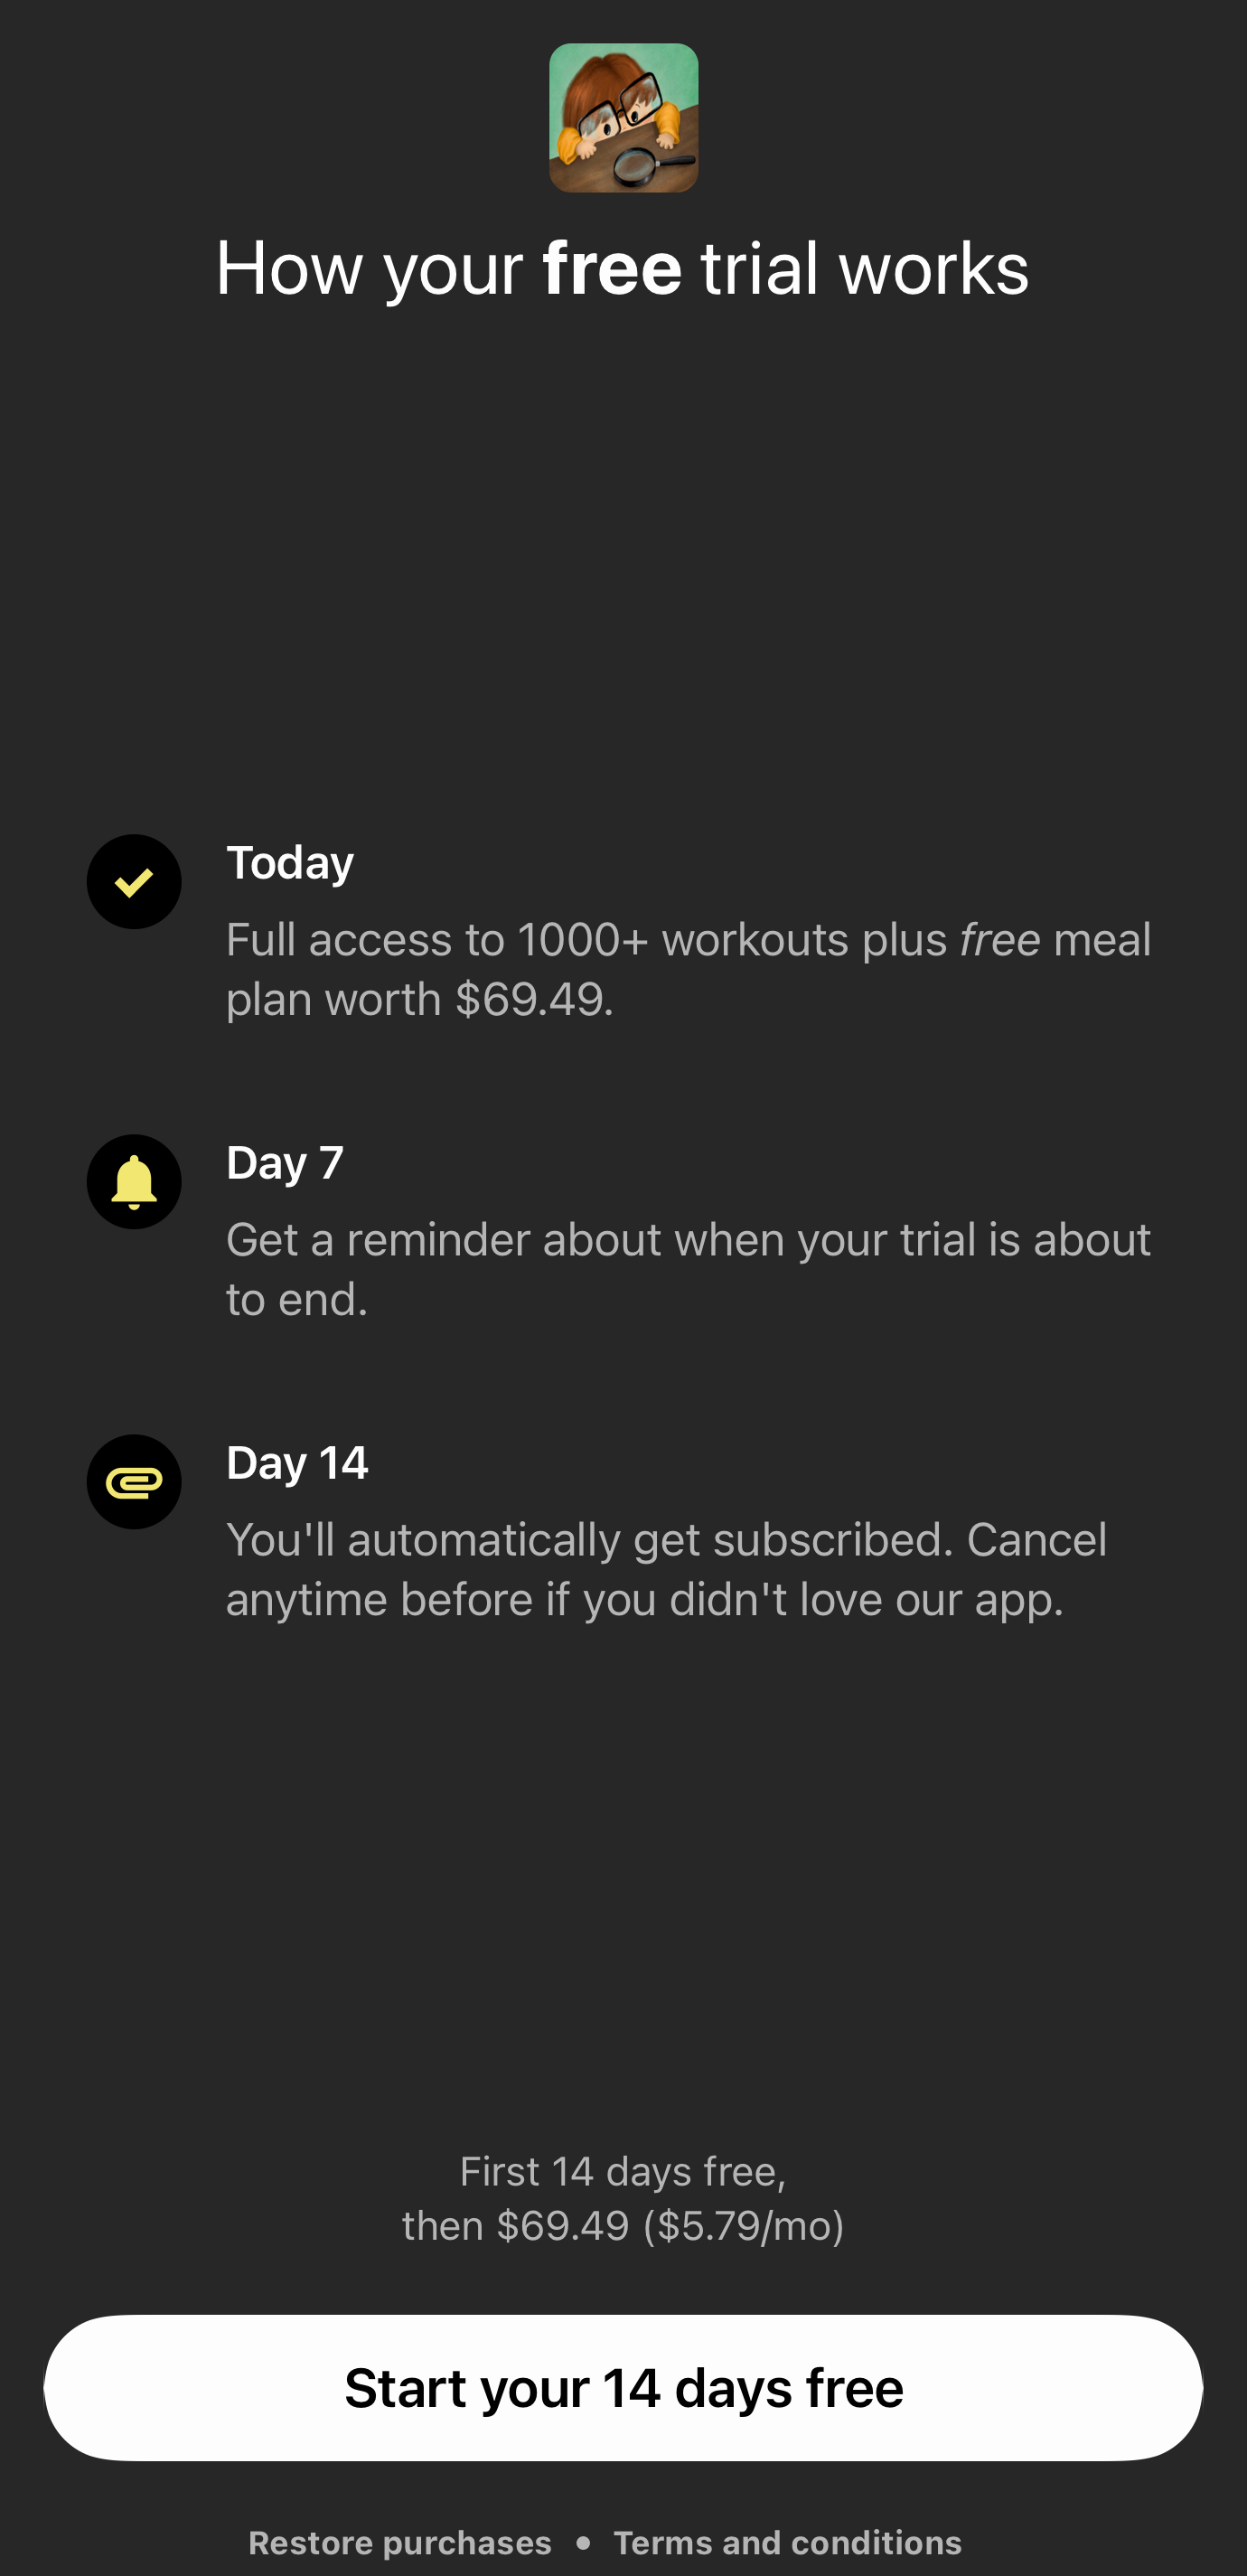 How your free trial works
Today
Full access to 1000+ workouts plus free meal
plan worth $69.49.
Day 7
Get a reminder about when your trial is about
to end.
Day 14
You'll automatically get subscribed. Cancel
anytime before if you didn't love our app.
First 14 days free,
then $69.49 ($5.79/mo)
Start your 14 days free
Restore purchases • Terms and conditions